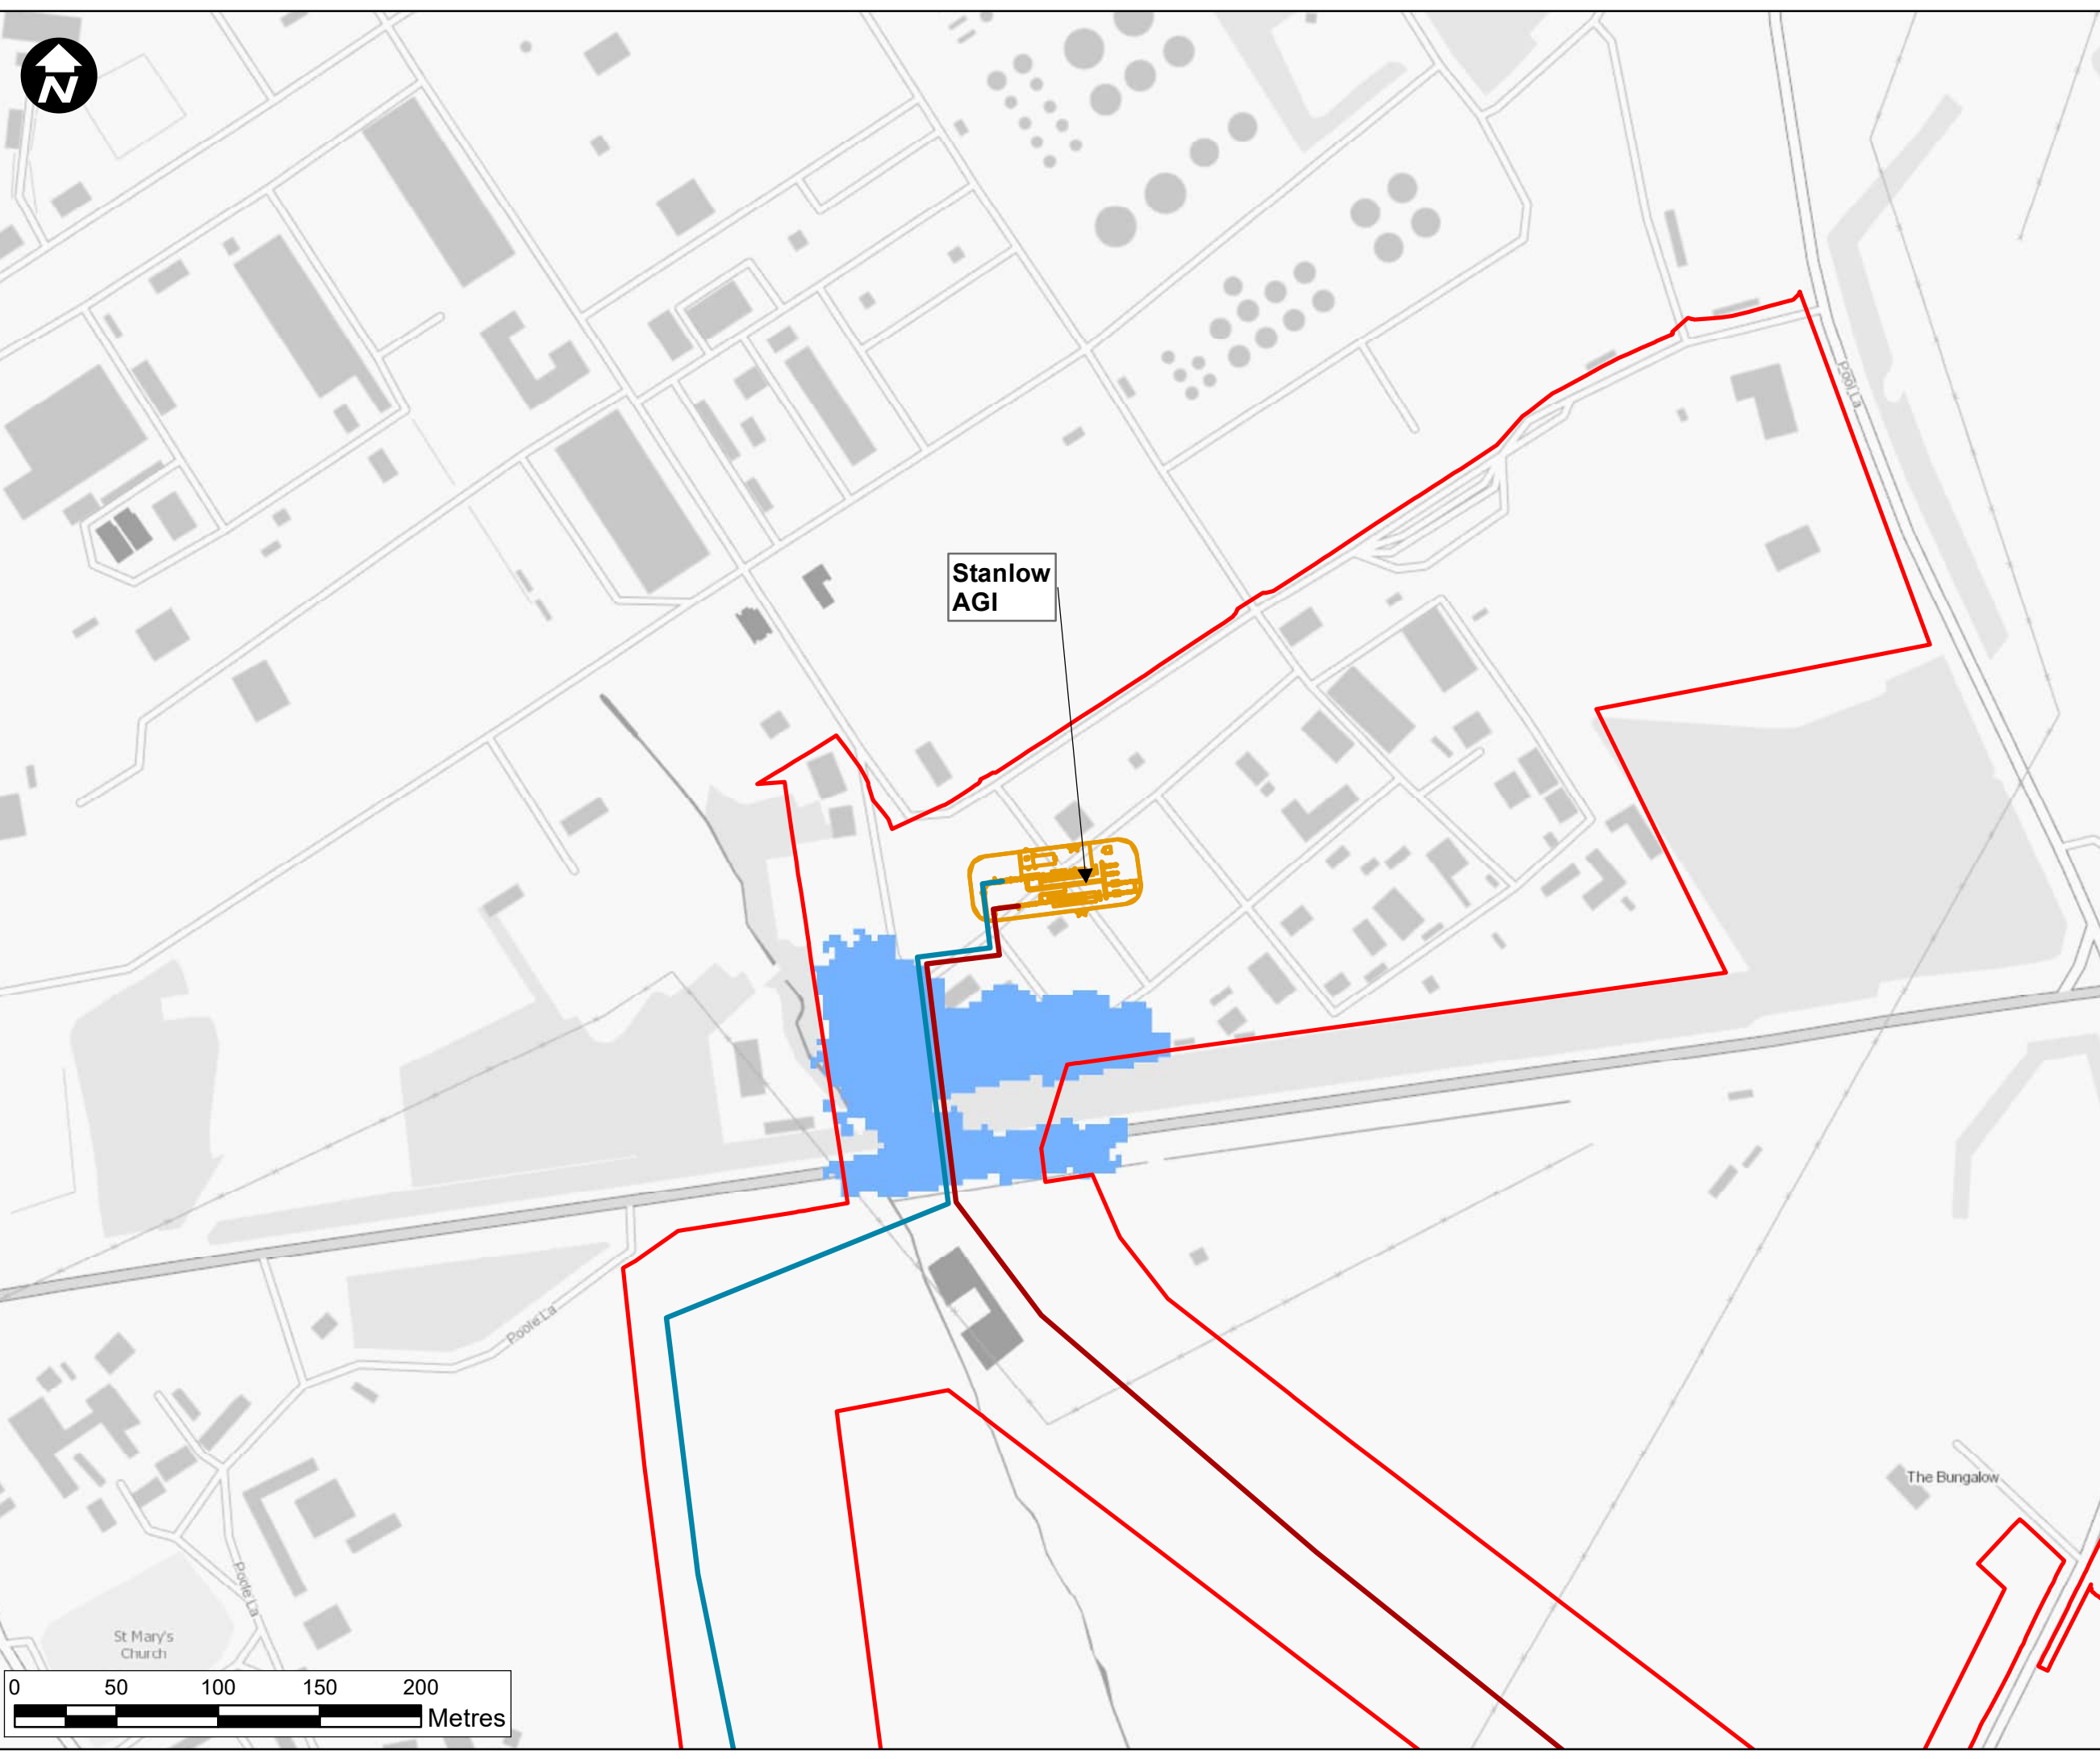 N
Pool La
Stanlow
AGI
Poole La
The Bungalow
Poole La
St Mary's
Church
0 50 100 150 200
Metres